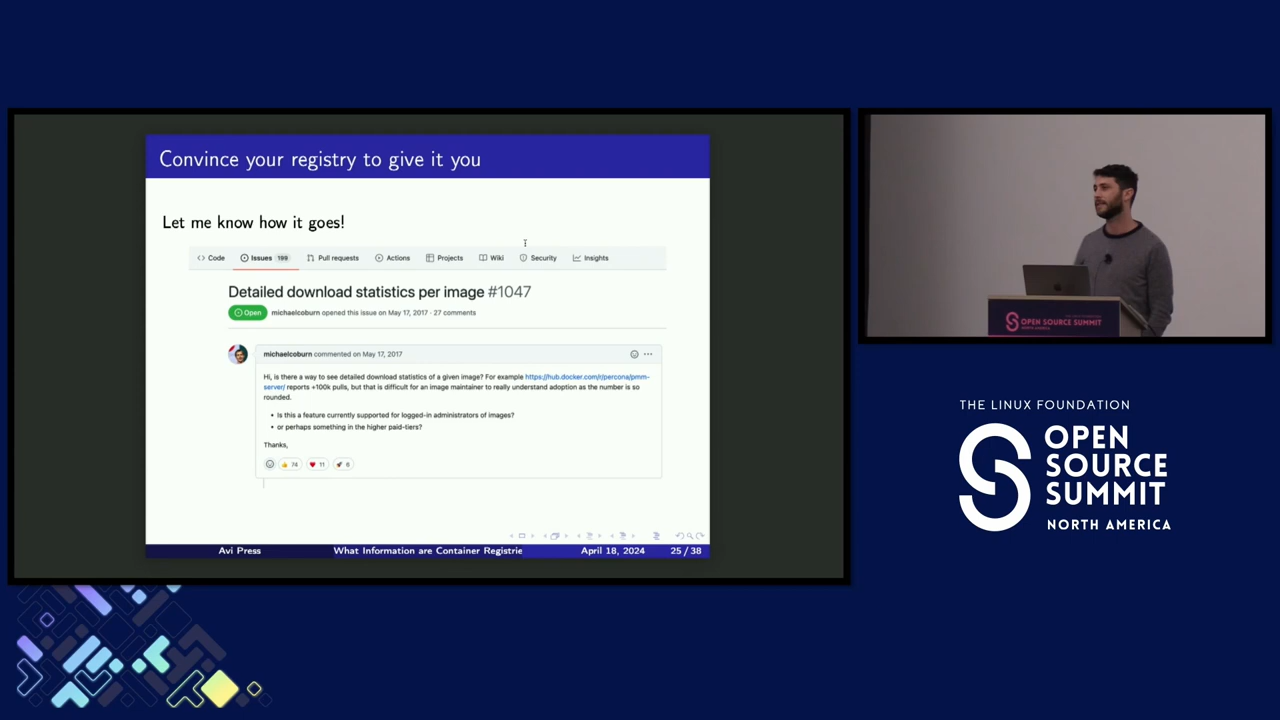 Convince your registry to give it you
Let me know how it goes!
Code Issues 199 Pull requests Actions Projects Wiki Security Insights
Detailed download statistics per image #1047
Open michaelcoburn opened this issue on May 17, 2017 · 27 comments
michaelcoburn commented on May 17, 2017
Hi, is there a way to see detailed download statistics of a given image? For example https://hub.docker.com/r/percona/pmm-
server/ reports +100k pulls, but that is difficult for an image maintainer to really understand adoption as the number is so
rounded.
• Is this a feature currently supported for logged-in administrators of images?
• or perhaps something in the higher paid-tiers?
Thanks,
74 11 6
Avi Press What Information are Container Registrie April 18, 2024 25 / 38
OPEN SOURCE SUMMIT
NORTH AMERICA
THE LINUX FOUNDATION
OPEN
SOURCE
SUMMIT
NORTH AMERICA